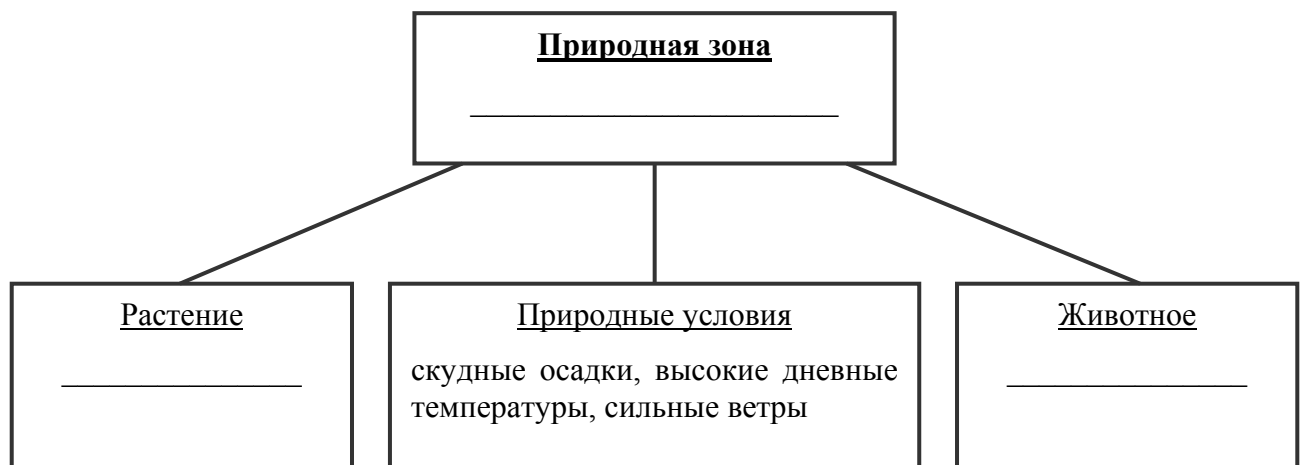 Природная зона
Растение
Природные условия
скудные осадки, высокие дневные
температуры, сильные ветры
Животное